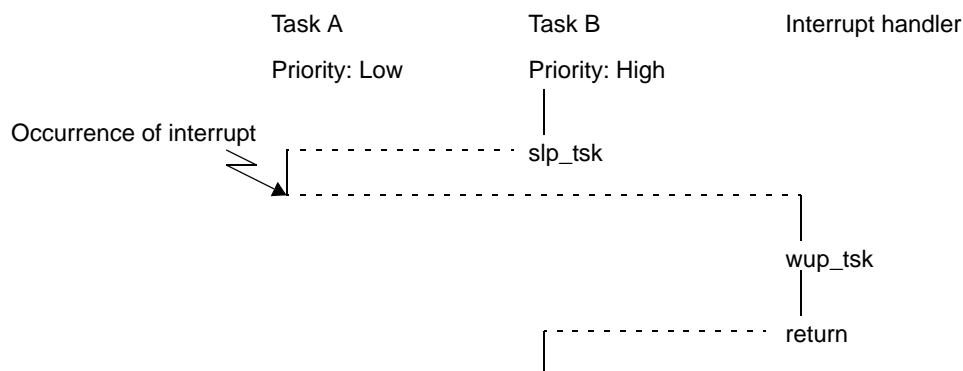 Task A Task B Interrupt handler
Priority: Low Priority: High
Occurrence of interrupt
slp_tsk
wup_tsk
return